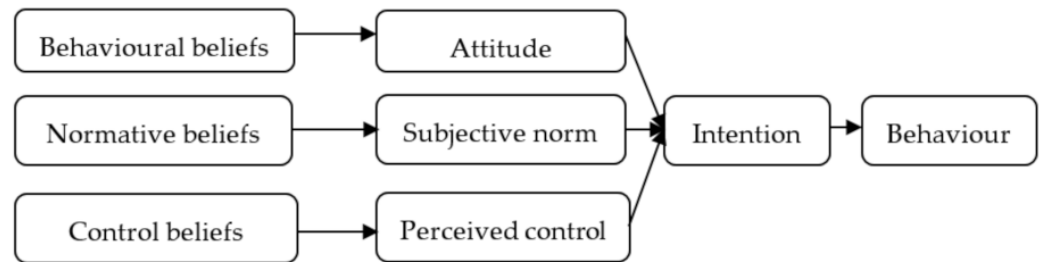 Behavioural beliefs
Attitude
Normative beliefs
Subjective norm
Intention
Behaviour
Control beliefs
Perceived control